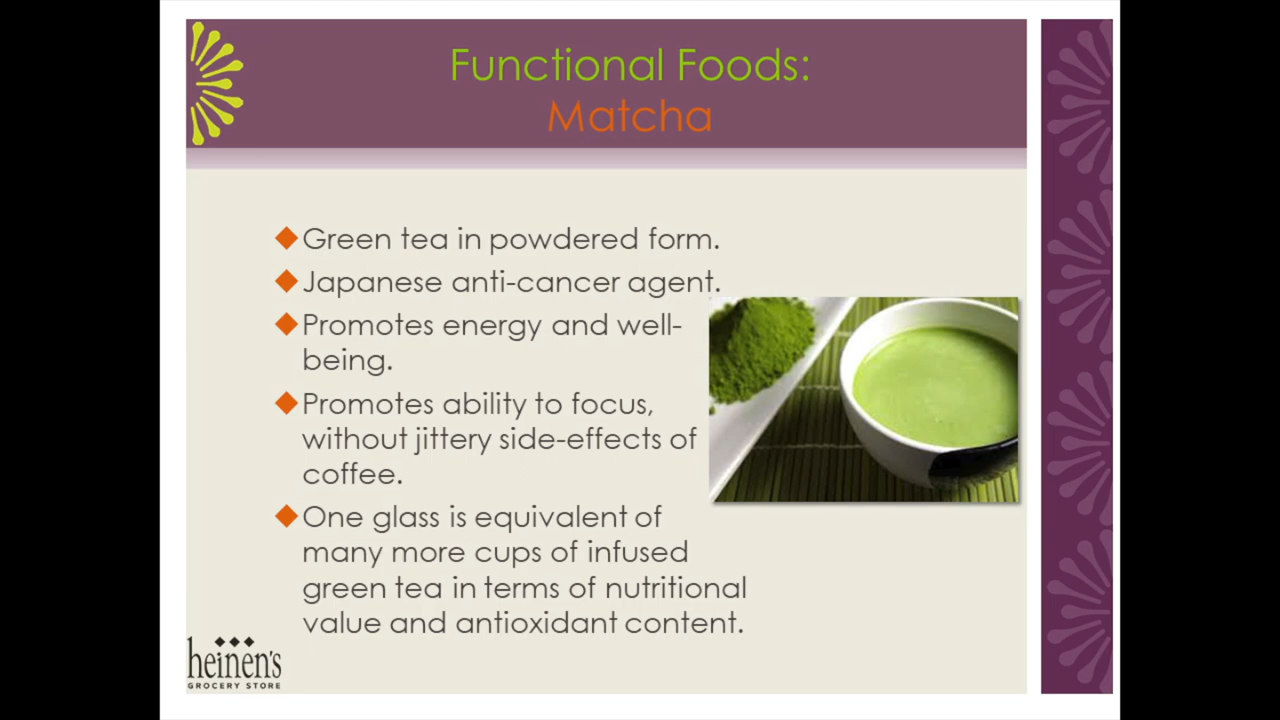 Functional Foods:
Matcha
Green tea in powdered form.
Japanese anti-cancer agent.
Promotes energy and well-
being.
Promotes ability to focus,
without jittery side-effects of
coffee.
One glass is equivalent of
many more cups of infused
green tea in terms of nutritional
value and antioxidant content.
heinen's
GROCERY STORE